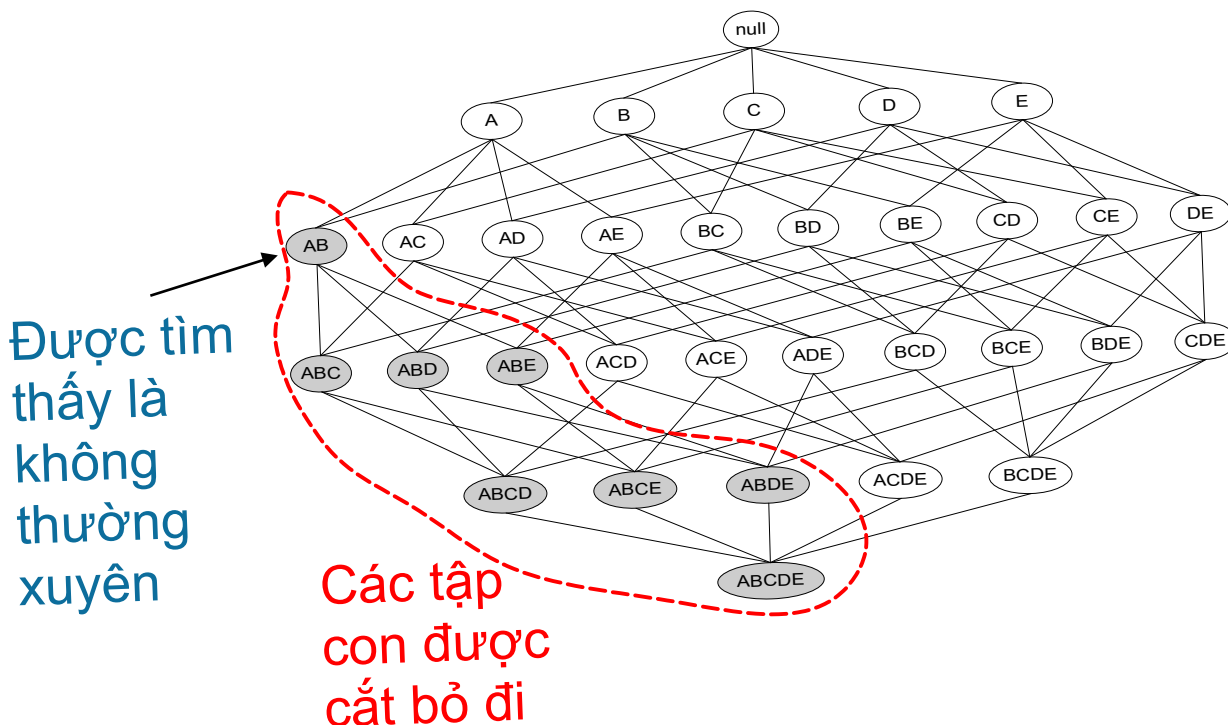 null
A B C D E
AB AC AD AE BC BD BE CD CE DE
ABC ABD ABE ACD ACE ADE BCD BCE BDE CDE
ABCD ABCE ABDE ACDE BCDE
ABCDE
Được tìm
thấy là
không
thường
xuyên
Các tập
con được
cắt bỏ đi